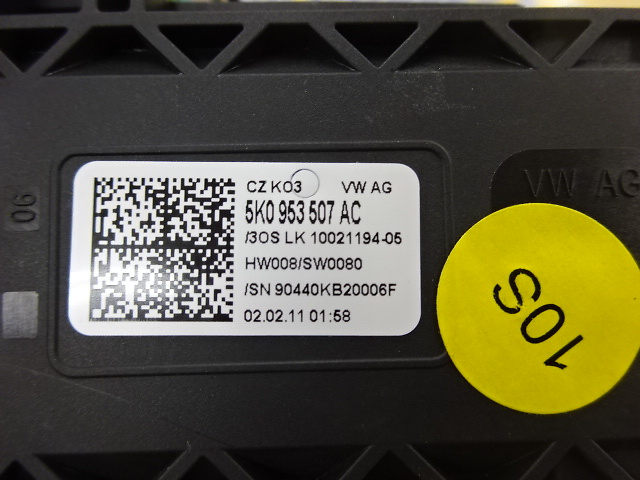 CZ K03 VW AG
5K0 953 507 AC
/3OS LK 10021194-05
HW008/SW0080
/SN 90440KB20006F
02.02.11 01:58
VW AG
10S
06